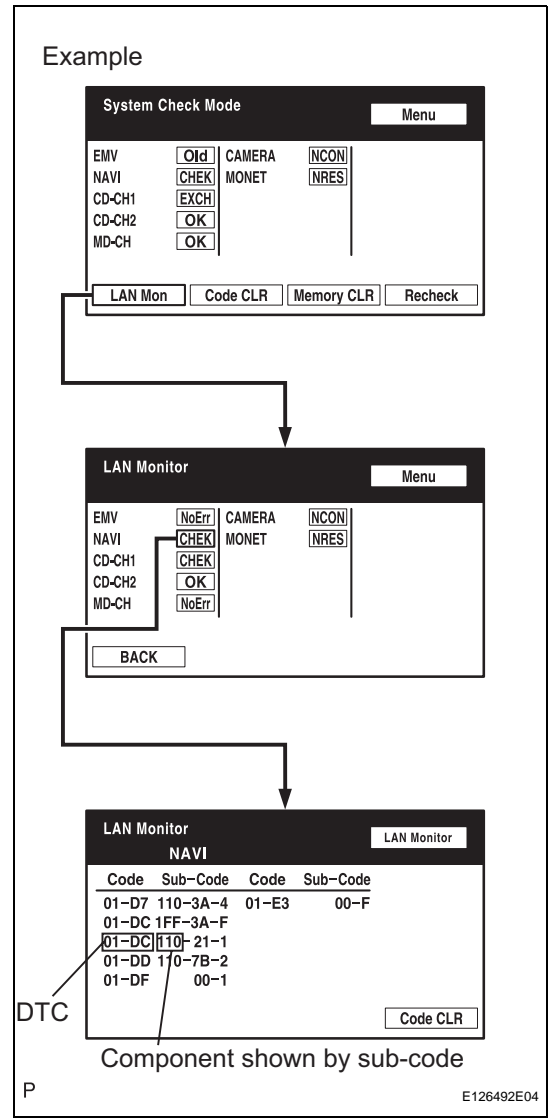 Example
System Check Mode Menu
EMV Old CAMERA NCON
NAVI CHEK MONET NRES
CD-CH1 EXCH
CD-CH2 OK
MD-CH OK
LAN Mon Code CLR Memory CLR Recheck
LAN Monitor Menu
EMV NoErr CAMERA NCON
NAVI CHEK MONET NRES
CD-CH1 CHEK
CD-CH2 OK
MD-CH NoErr
BACK
LAN Monitor LAN Monitor
NAVI
Code Sub-Code Code Sub-Code
01-D7 110-3A-4 01-E3 00-F
01-DC 1FF-3A-F
01-DC 110-21-1
01-DD 110-7B-2
01-DF 00-1
DTC
Code CLR
Component shown by sub-code
P E126492E04